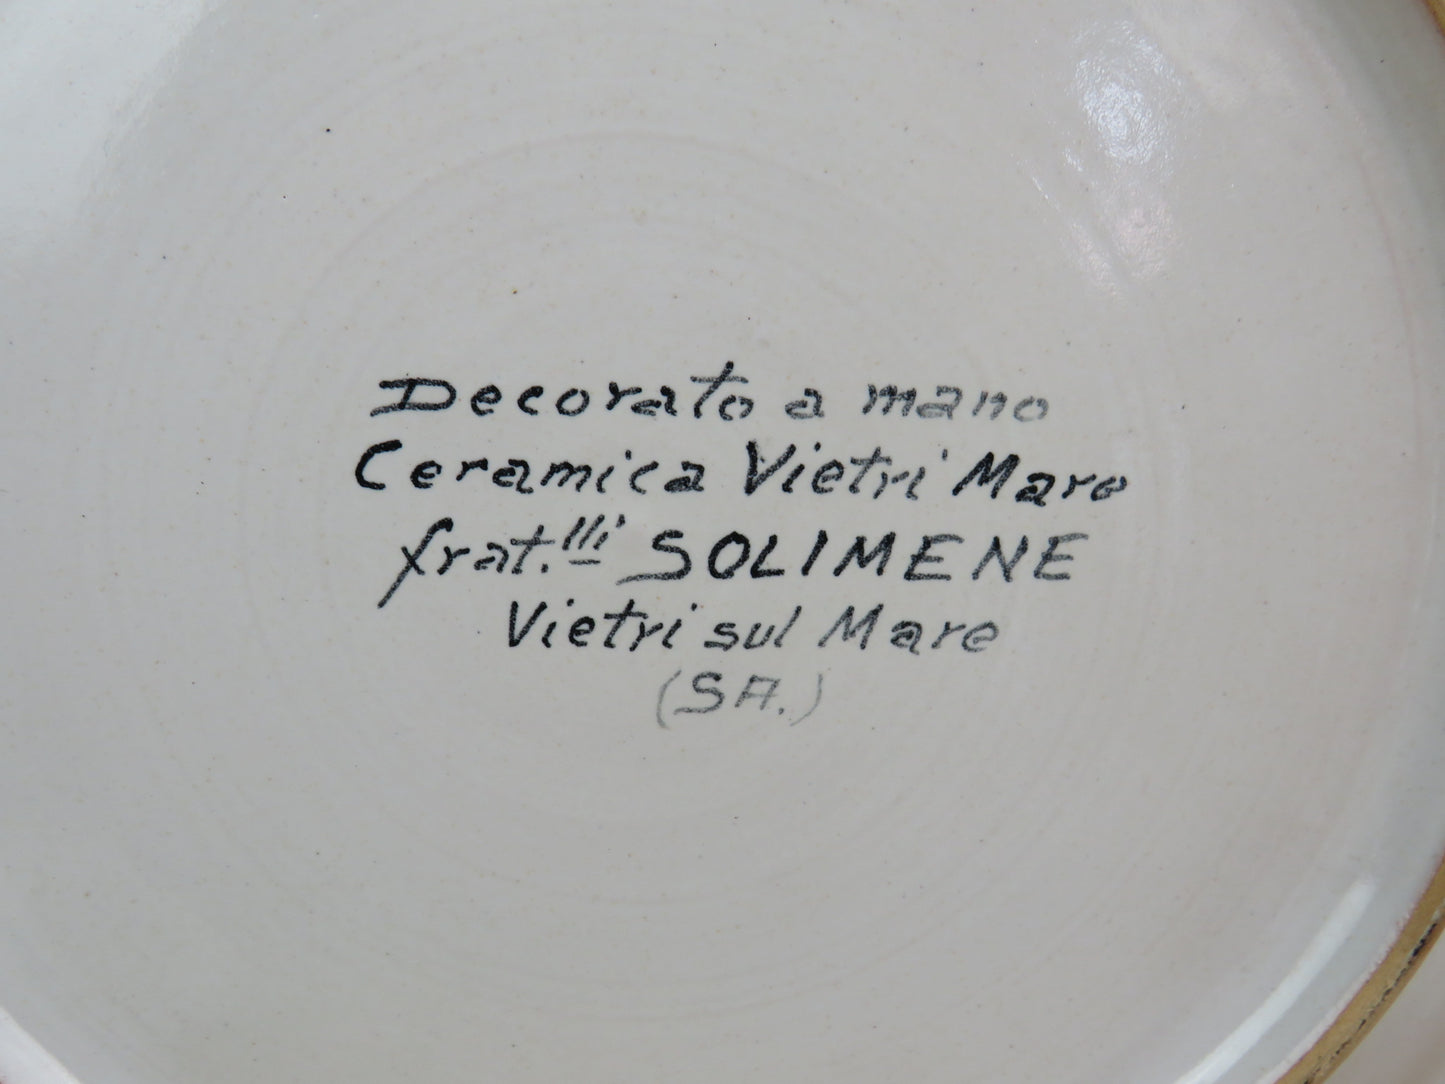 Decorato a mano
Ceramica Vietri Mare
frat.lli SOLIMENE
Vietri sul Mare
(SA.)